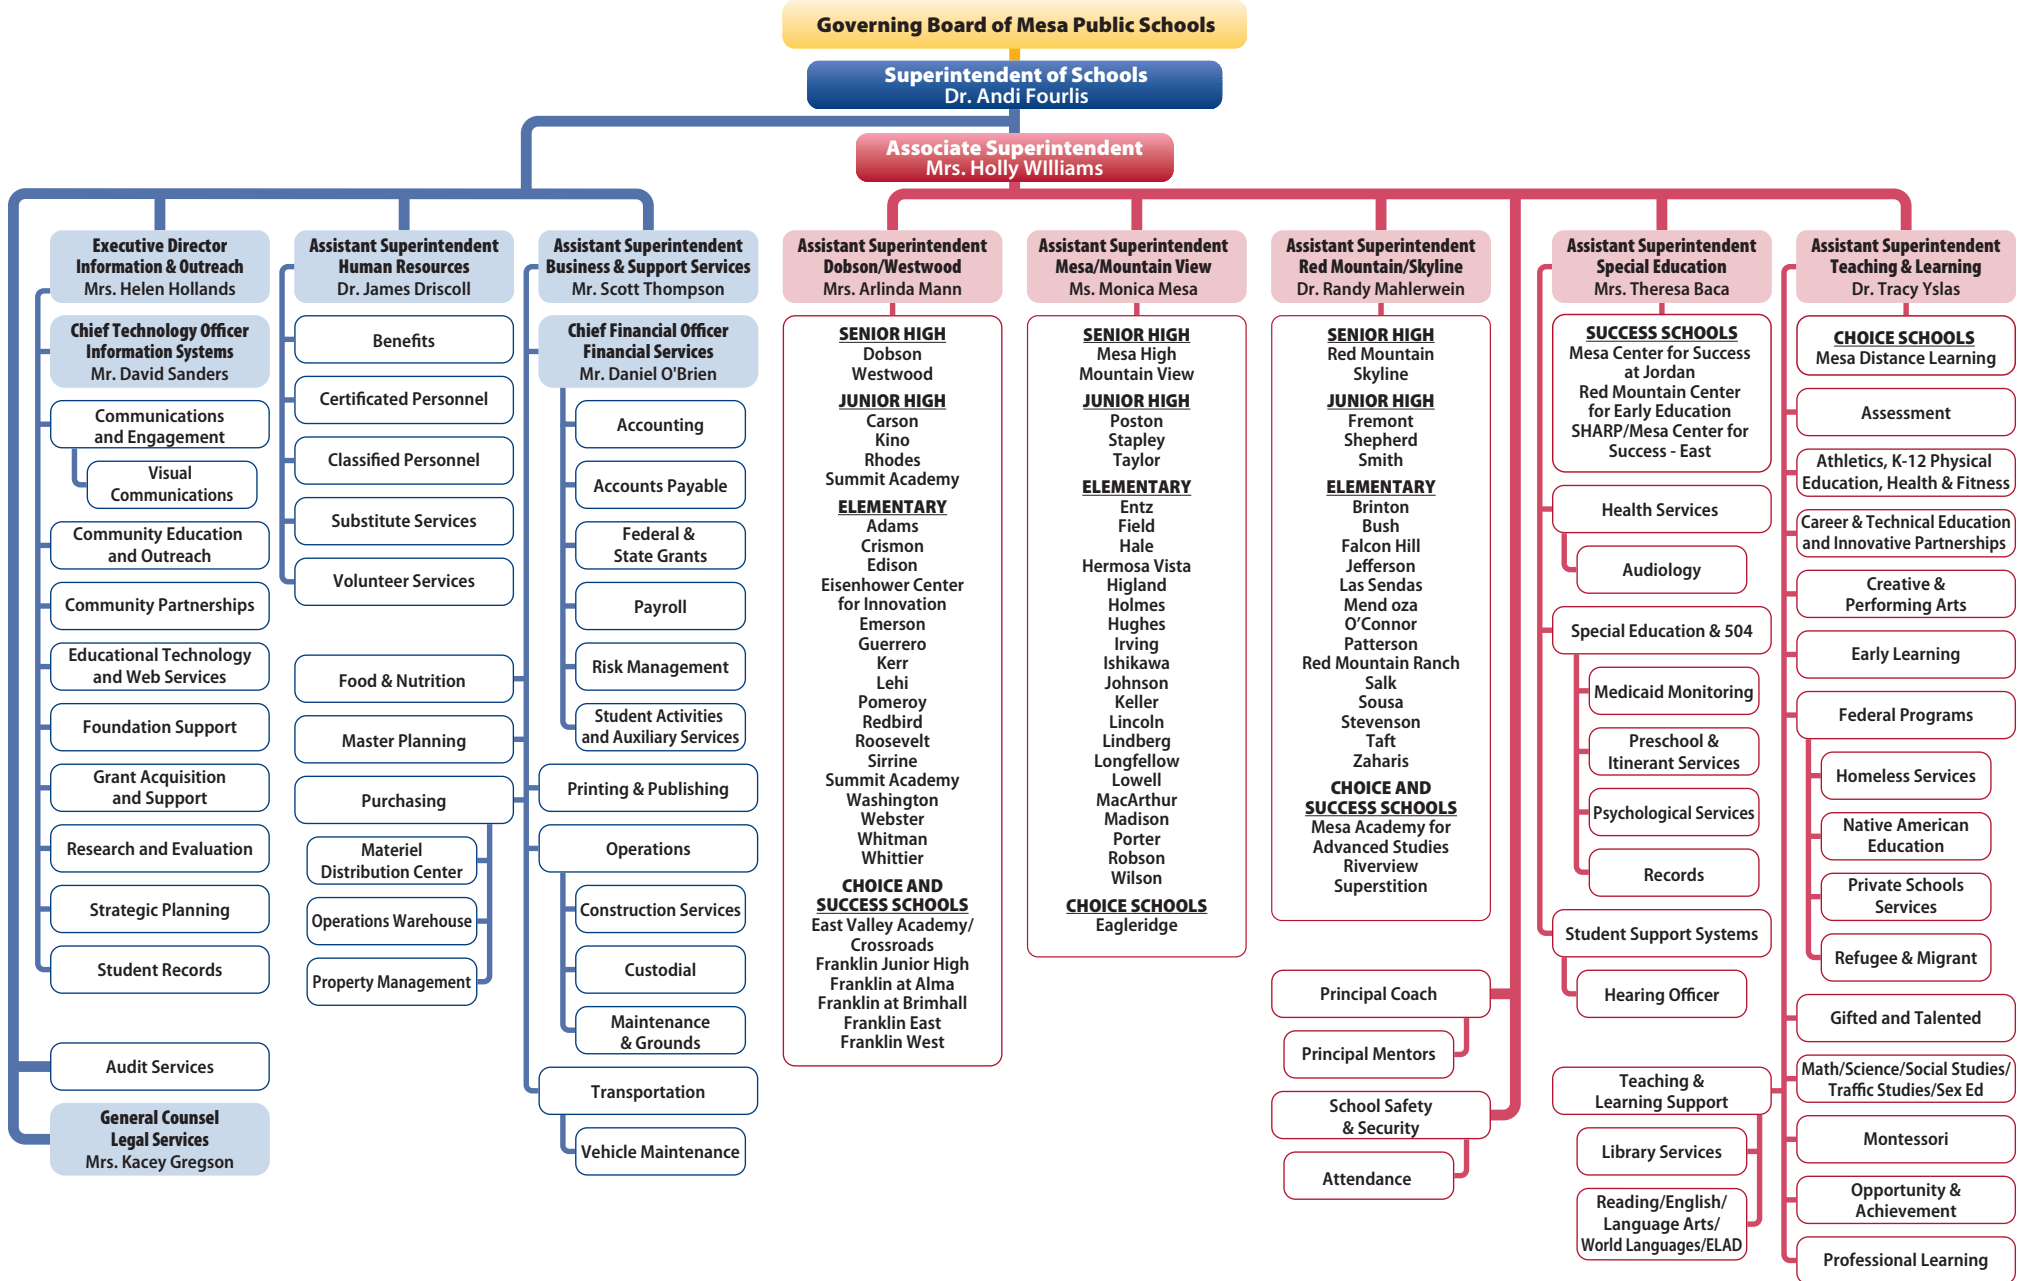 Governing Board of Mesa Public Schools
Superintendent of Schools
Dr. Andi Fourlis
Associate Superintendent
Mrs. Holly WIlliams
Executive Director
Information & Outreach
Mrs. Helen Hollands
Chief Technology Officer
Information Systems
Mr. David Sanders
Communications
and Engagement
Visual
Communications
Community Education
and Outreach
Community Partnerships
Educational Technology
and Web Services
Foundation Support
Grant Acquisition
and Support
Research and Evaluation
Strategic Planning
Student Records
Audit Services
General Counsel
Legal Services
Mrs. Kacey Gregson
Assistant Superintendent
Human Resources
Dr. James Driscoll
Benefits
Certificated Personnel
Classified Personnel
Substitute Services
Volunteer Services
Food & Nutrition
Master Planning
Purchasing
Materiel
Distribution Center
Operations Warehouse
Property Management
Assistant Superintendent
Business & Support Services
Mr. Scott Thompson
Chief Financial Officer
Financial Services
Mr. Daniel O'Brien
Accounting
Accounts Payable
Federal &
State Grants
Payroll
Risk Management
Student Activities
and Auxiliary Services
Printing & Publishing
Operations
Construction Services
Custodial
Maintenance
& Grounds
Transportation
Vehicle Maintenance
Assistant Superintendent
Dobson/Westwood
Mrs. Arlinda Mann
SENIOR HIGH
Dobson
Westwood
JUNIOR HIGH
Carson
Kino
Rhodes
Summit Academy
ELEMENTARY
Adams
Crismon
Edison
Eisenhower Center
for Innovation
Emerson
Guerrero
Kerr
Lehi
Pomeroy
Redbird
Roosevelt
Sirrine
Summit Academy
Washington
Webster
Whitman
Whittier
CHOICE AND
SUCCESS SCHOOLS
East Valley Academy/
Crossroads
Franklin Junior High
Franklin at Alma
Franklin at Brimhall
Franklin East
Franklin West
Assistant Superintendent
Mesa/Mountain View
Ms. Monica Mesa
SENIOR HIGH
Mesa High
Mountain View
JUNIOR HIGH
Poston
Stapley
Taylor
ELEMENTARY
Entz
Field
Hale
Hermosa Vista
Higland
Holmes
Hughes
Irving
Ishikawa
Johnson
Keller
Lincoln
Lindberg
Longfellow
Lowell
MacArthur
Madison
Porter
Robson
Wilson
CHOICE SCHOOLS
Eagleridge
Assistant Superintendent
Red Mountain/Skyline
Dr. Randy Mahlerwein
SENIOR HIGH
Red Mountain
Skyline
JUNIOR HIGH
Fremont
Shepherd
Smith
ELEMENTARY
Brinton
Bush
Falcon Hill
Jefferson
Las Sendas
Mend oza
O’Connor
Patterson
Red Mountain Ranch
Salk
Sousa
Stevenson
Taft
Zaharis
CHOICE AND
SUCCESS SCHOOLS
Mesa Academy for
Advanced Studies
Riverview
Superstition
Principal Coach
Principal Mentors
School Safety
& Security
Attendance
Assistant Superintendent
Special Education
Mrs. Theresa Baca
SUCCESS SCHOOLS
Mesa Center for Success
at Jordan
Red Mountain Center
for Early Education
SHARP/Mesa Center for
Success - East
Health Services
Audiology
Special Education & 504
Medicaid Monitoring
Preschool &
Itinerant Services
Psychological Services
Records
Student Support Systems
Hearing Officer
Teaching &
Learning Support
Library Services
Reading/English/
Language Arts/
World Languages/ELAD
Assistant Superintendent
Teaching & Learning
Dr. Tracy Yslas
CHOICE SCHOOLS
Mesa Distance Learning
Assessment
Athletics, K-12 Physical
Education, Health & Fitness
Career & Technical Education
and Innovative Partnerships
Creative &
Performing Arts
Early Learning
Federal Programs
Homeless Services
Native American
Education
Private Schools
Services
Refugee & Migrant
Gifted and Talented
Math/Science/Social Studies/
Traffic Studies/Sex Ed
Montessori
Opportunity &
Achievement
Professional Learning